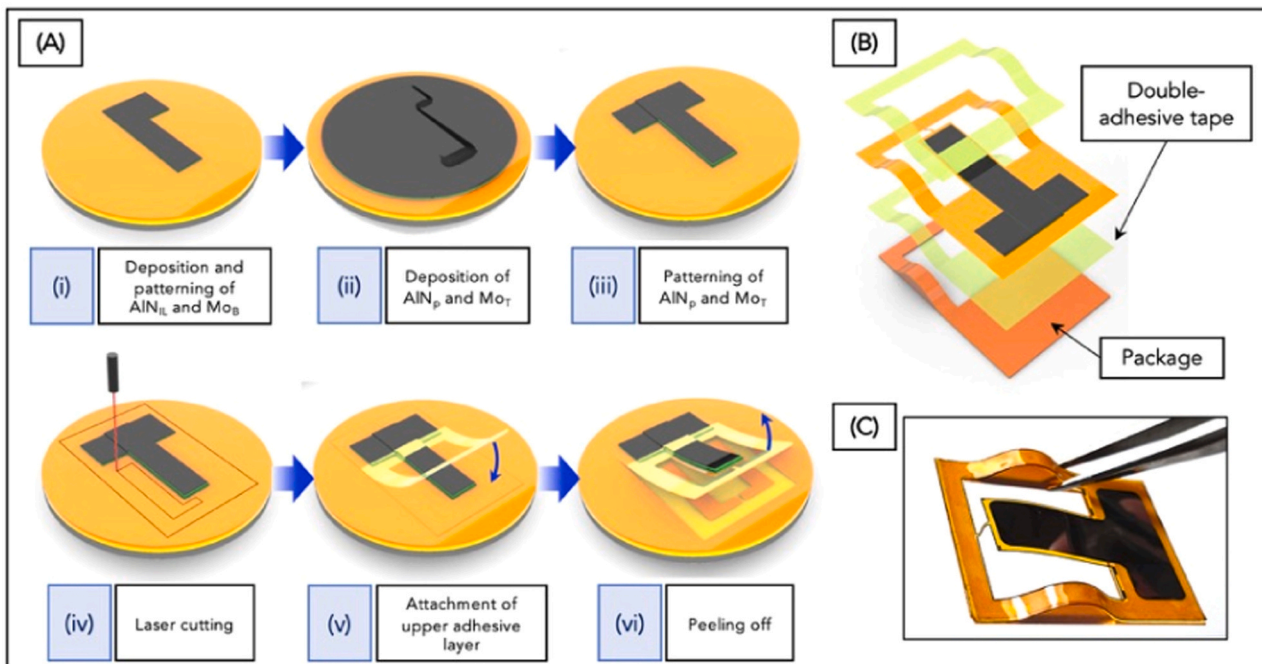 (A)
(i)
Deposition and
patterning of
AlN_IL and Mo_B
(ii)
Deposition of
AlN_P and Mo_T
(iii)
Patterning of
AlN_P and Mo_T
(iv)
Laser cutting
(v)
Attachment of
upper adhesive
layer
(vi)
Peeling off
(B)
Double-
adhesive tape
Package
(C)